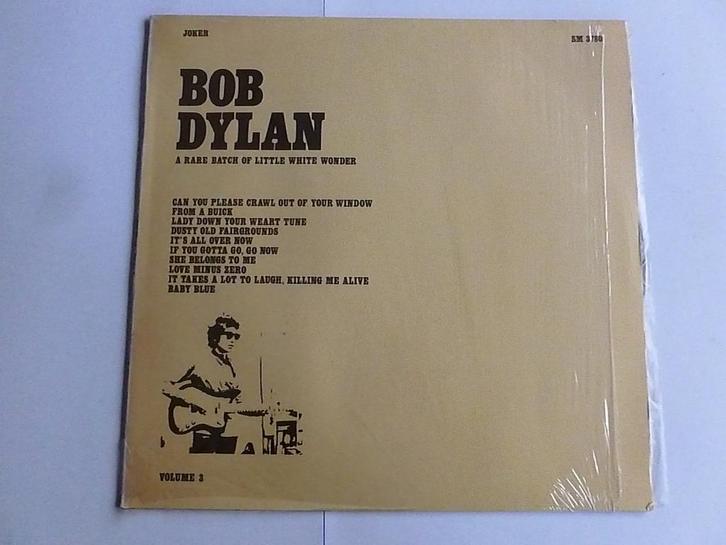 JOKER
SM 3780
BOB
DYLAN
A RARE BATCH OF LITTLE WHITE WONDER
CAN YOU PLEASE CRAWL OUT OF YOUR WINDOW
FROM A BUICK
LADY DOWN YOUR WEART TUNE
DUSTY OLD FAIRGROUNDS
IT'S ALL OVER NOW
IF YOU GOTTA GO, GO NOW
SHE BELONGS TO ME
LOVE MINUS ZERO
IT TAKES A LOT TO LAUGH, KILLING ME ALIVE
BABY BLUE
VOLUME 3